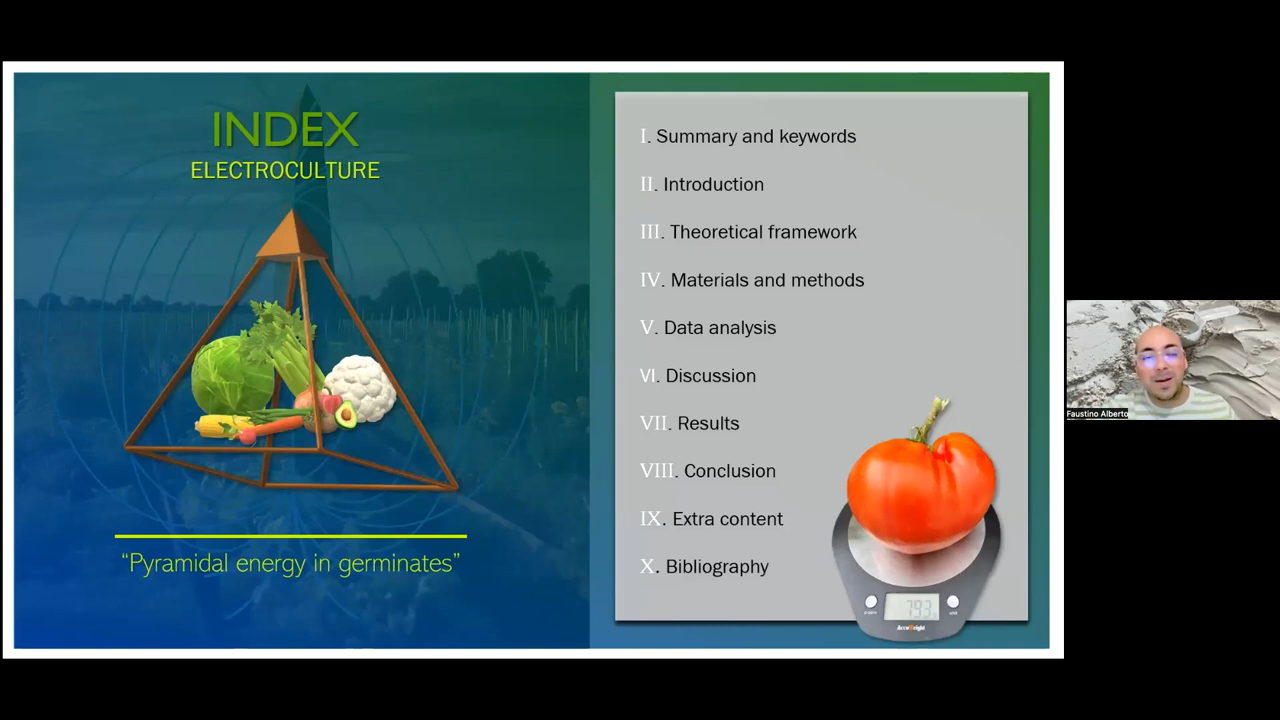 INDEX
ELECTROCULTURE
“Pyramidal energy in germinates”
I. Summary and keywords
II. Introduction
III. Theoretical framework
IV. Materials and methods
V. Data analysis
VI. Discussion
VII. Results
VIII. Conclusion
IX. Extra content
X. Bibliography
793
Faustino Alberto